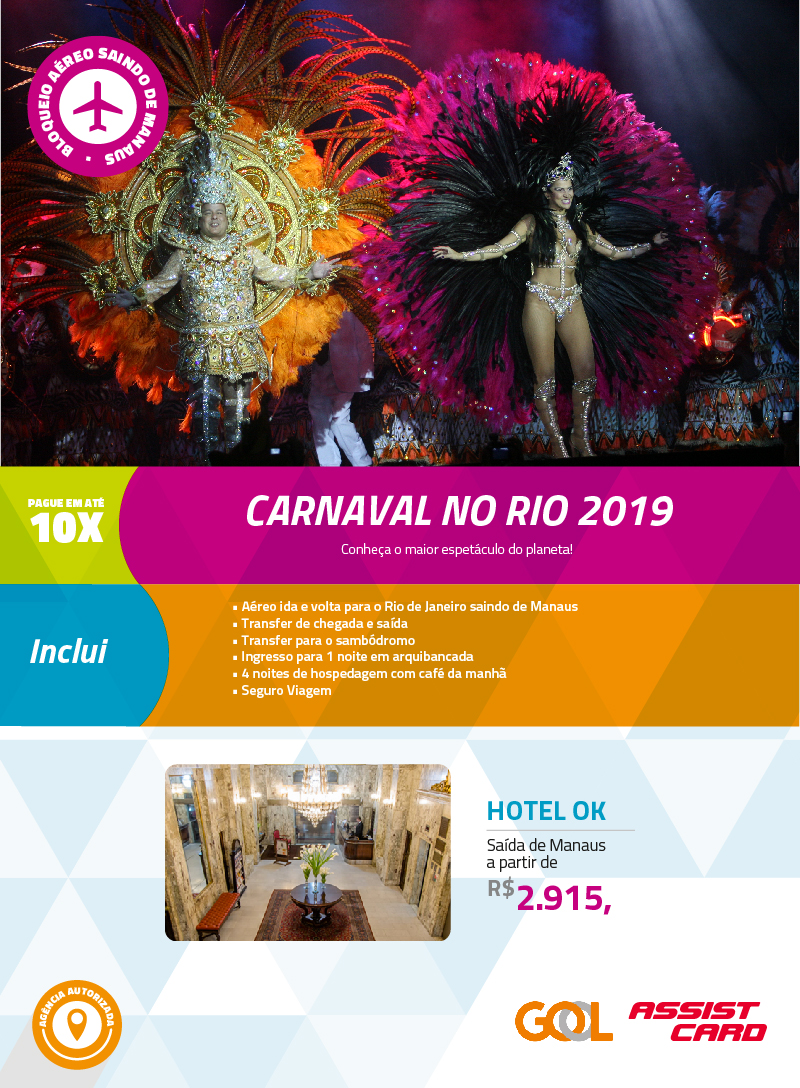 BLOQUEIO AÉREO SAINDO DE MANAUS •
PAGUE EM ATÉ
10X
CARNAVAL NO RIO 2019
Conheça o maior espetáculo do planeta!
Inclui
• Aéreo ida e volta para o Rio de Janeiro saindo de Manaus
• Transfer de chegada e saída
• Transfer para o sambódromo
• Ingresso para 1 noite em arquibancada
• 4 noites de hospedagem com café da manhã
• Seguro Viagem
HOTEL OK
Saída de Manaus
a partir de
R$ 2.915,
AGÊNCIA AUTORIZADA
GOL
ASSIST
CARD